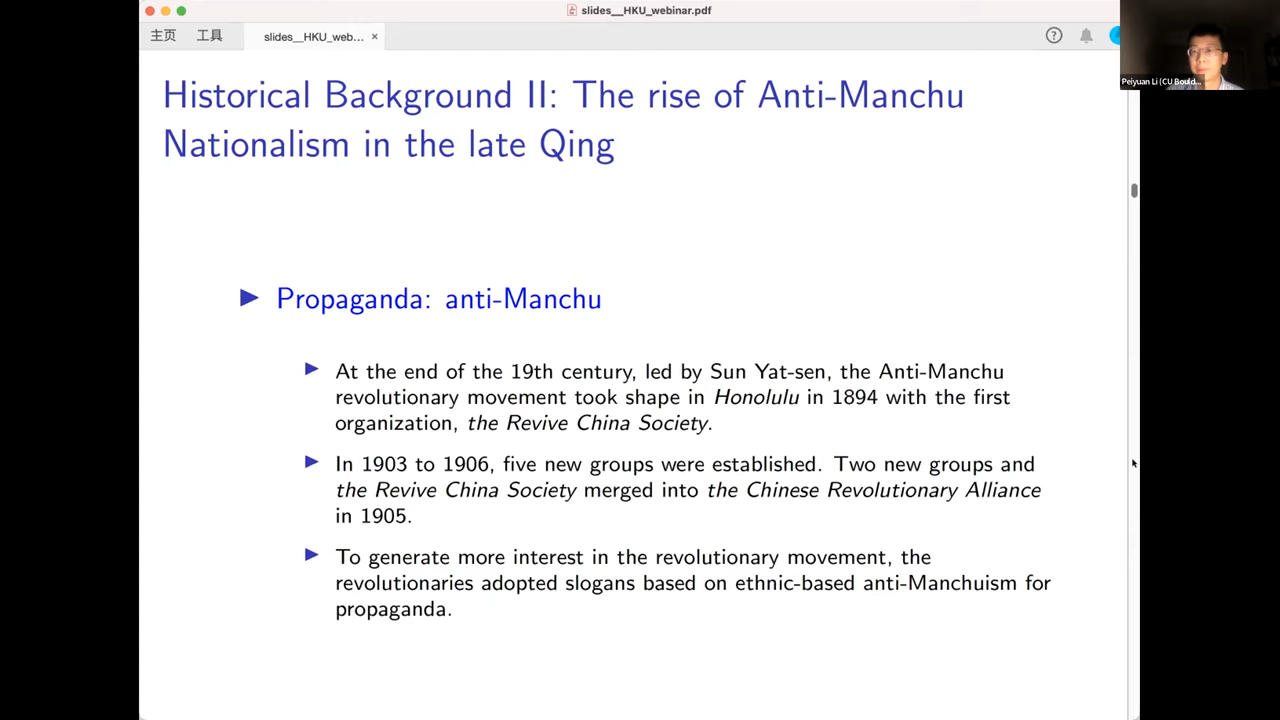 slides__HKU_webinar.pdf
主页 工具 slides__HKU_web... ×
Peiyuan Li (CU Bould...
Historical Background II: The rise of Anti-Manchu
Nationalism in the late Qing
Propaganda: anti-Manchu
At the end of the 19th century, led by Sun Yat-sen, the Anti-Manchu
revolutionary movement took shape in Honolulu in 1894 with the first
organization, the Revive China Society.
In 1903 to 1906, five new groups were established. Two new groups and
the Revive China Society merged into the Chinese Revolutionary Alliance
in 1905.
To generate more interest in the revolutionary movement, the
revolutionaries adopted slogans based on ethnic-based anti-Manchuism for
propaganda.